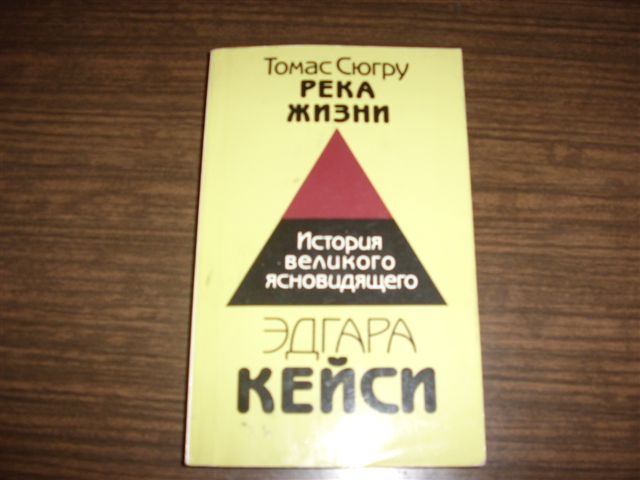 Томас Сюгру
РЕКА
ЖИЗНИ
История
великого
ясновидящего
ЭДГАРА
КЕЙСИ